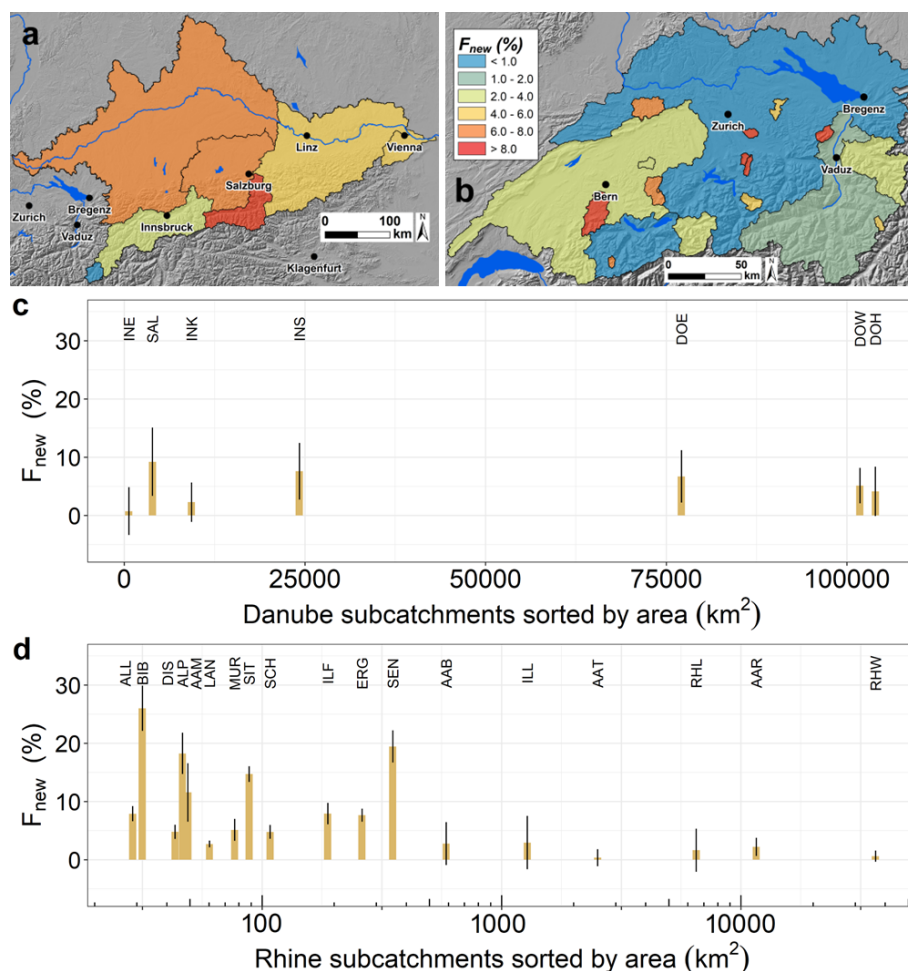 a
Linz
Vienna
Salzburg
Zurich
Bregenz
Vaduz
Innsbruck
Klagenfurt
0 100
km
N
F_new (%)
< 1.0
1.0 - 2.0
2.0 - 4.0
4.0 - 6.0
6.0 - 8.0
> 8.0
b
Zurich
Bregenz
Vaduz
Bern
0 50
km
N
c
INE SAL INK INS DOE DOW DOH
30
20
10
0
F_new (%)
0 25000 50000 75000 100000
Danube subcatchments sorted by area (km²)
d
ALL BIB DIS ALP AAM LAN MUR SIT SCH ILF ERG SEN AAB ILL AAT RHL AAR RHW
30
20
10
0
F_new (%)
100 1000 10000
Rhine subcatchments sorted by area (km²)